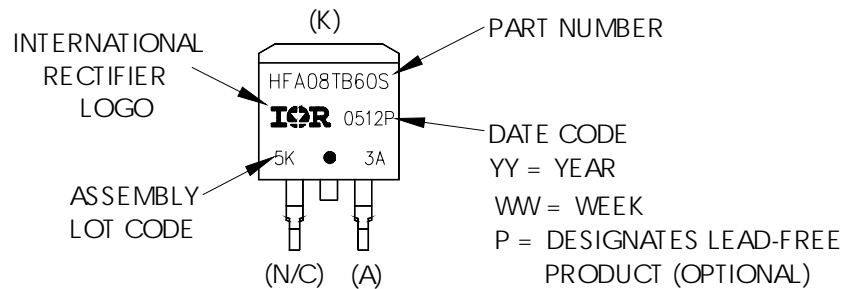 (K)
INTERNATIONAL
RECTIFIER
LOGO
PART NUMBER
HFA08TB60S
IOR 0512P
5K 3A
ASSEMBLY
LOT CODE
DATE CODE
YY = YEAR
WW = WEEK
P = DESIGNATES LEAD-FREE
PRODUCT (OPTIONAL)
(N/C) (A)